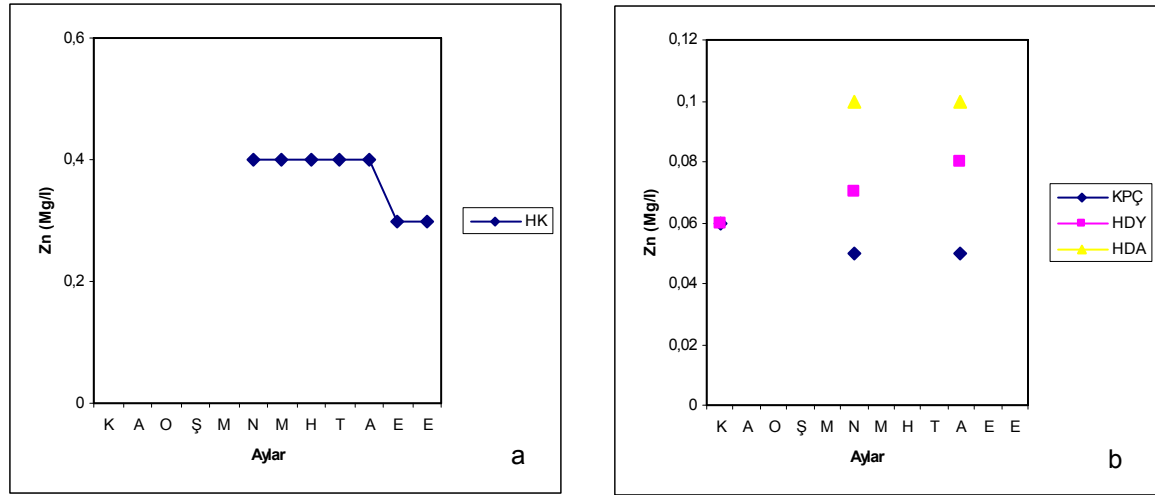 0,6
0,4
0,2
0
Zn (Mg/l)
K A O Ş M N M H T A E E
Aylar
HK
a
0,12
0,1
0,08
0,06
0,04
0,02
0
Zn (Mg/l)
K A O Ş M N M H T A E E
Aylar
KPÇ
HDY
HDA
b